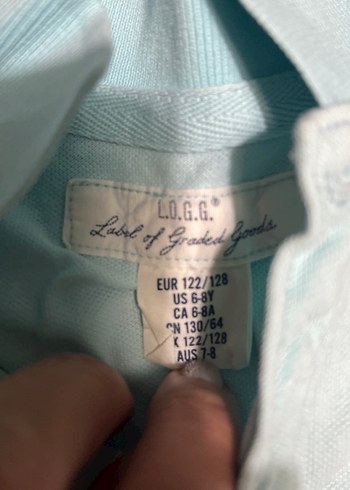 L.O.G.G.®
Label of Graded Goods
EUR 122/128
US 6-8Y
CA 6-8A
CN 130/64
K 122/128
AUS 7-8